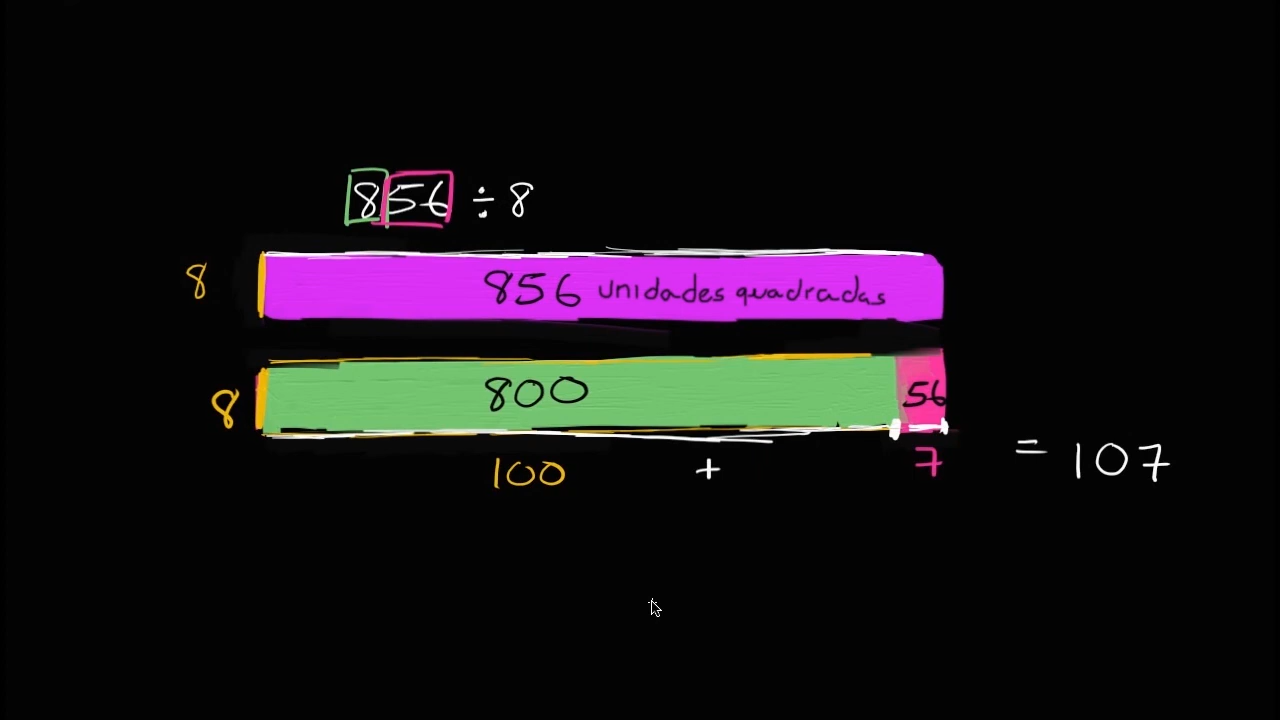 856 ÷ 8
8 856 unidades quadradas
8 800 56
100 + 7 = 107